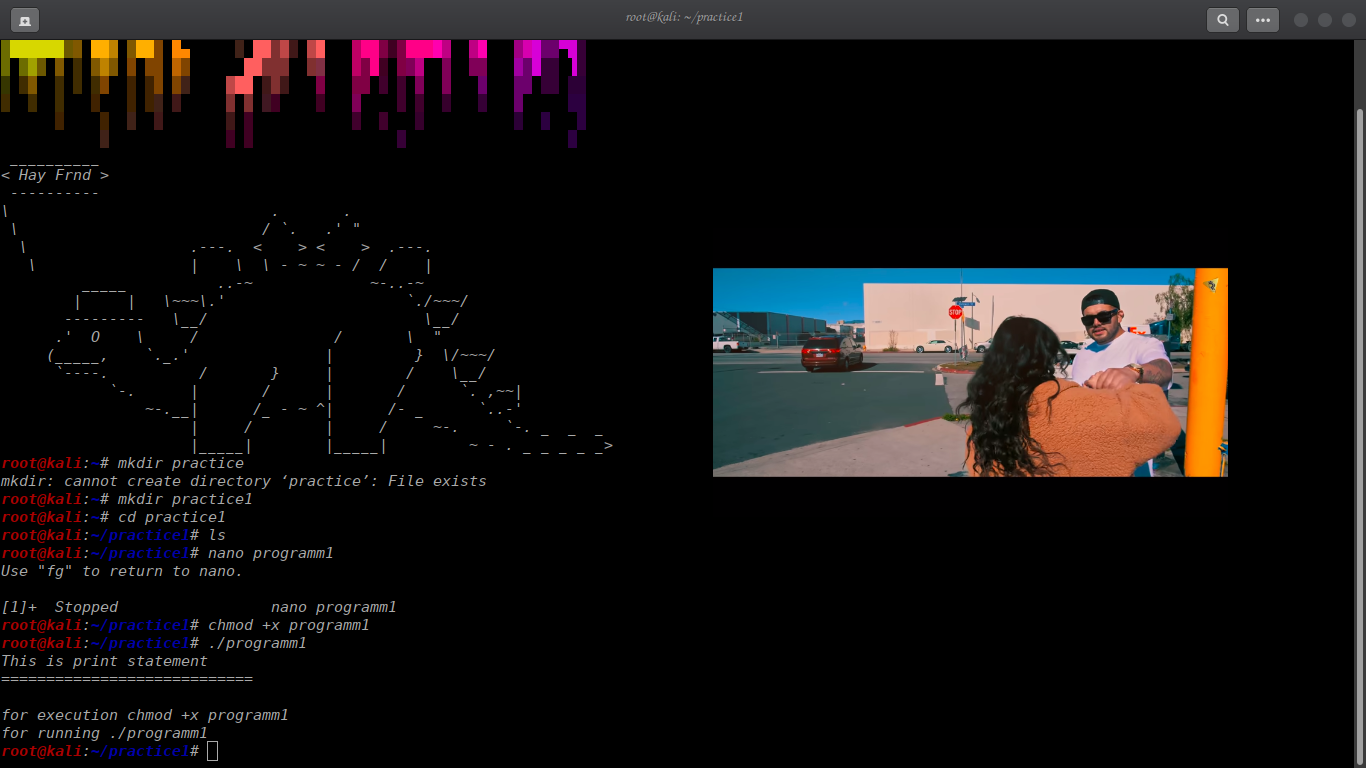 root@kali: ~/practice1
< Hay Frnd >
root@kali:~# mkdir practice
mkdir: cannot create directory ‘practice’: File exists
root@kali:~# mkdir practice1
root@kali:~# cd practice1
root@kali:~/practice1# ls
root@kali:~/practice1# nano programm1
Use "fg" to return to nano.
[1]+  Stopped                 nano programm1
root@kali:~/practice1# chmod +x programm1
root@kali:~/practice1# ./programm1
This is print statement
============================
for execution chmod +x programm1
for running ./programm1
root@kali:~/practice1#
STOP